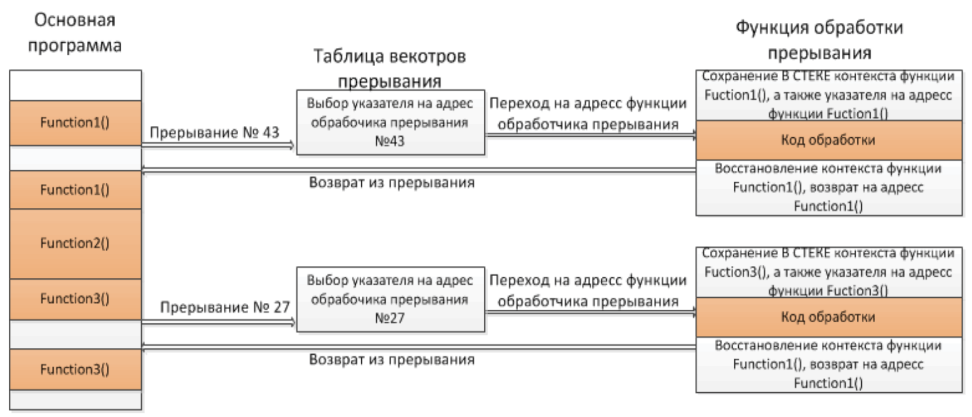 Основная
программа
Таблица векотров
прерывания
Функция обработки
прерывания
Function1()
Прерывание № 43
Выбор указателя на адрес
обрабочика прерывания
№43
Переход на адресс функции
обработчика прерывания
Сохранение В СТЕКЕ контекста функции
Fuction1(), а также указателя на адресс
функции Fuction1()
Код обработки
Восстановление контекста функции
Function1(), возврат на адресс
Function1()
Возврат из прерывания
Function1()
Function2()
Function3()
Прерывание № 27
Выбор указателя на адрес
обрабочика прерывания
№27
Переход на адресс функции
обработчика прерывания
Сохранение В СТЕКЕ контекста функции
Fuction3(), а также указателя на адресс
функции Fuction3()
Код обработки
Восстановление контекста функции
Function1(), возврат на адресс
Function1()
Возврат из прерывания
Function3()